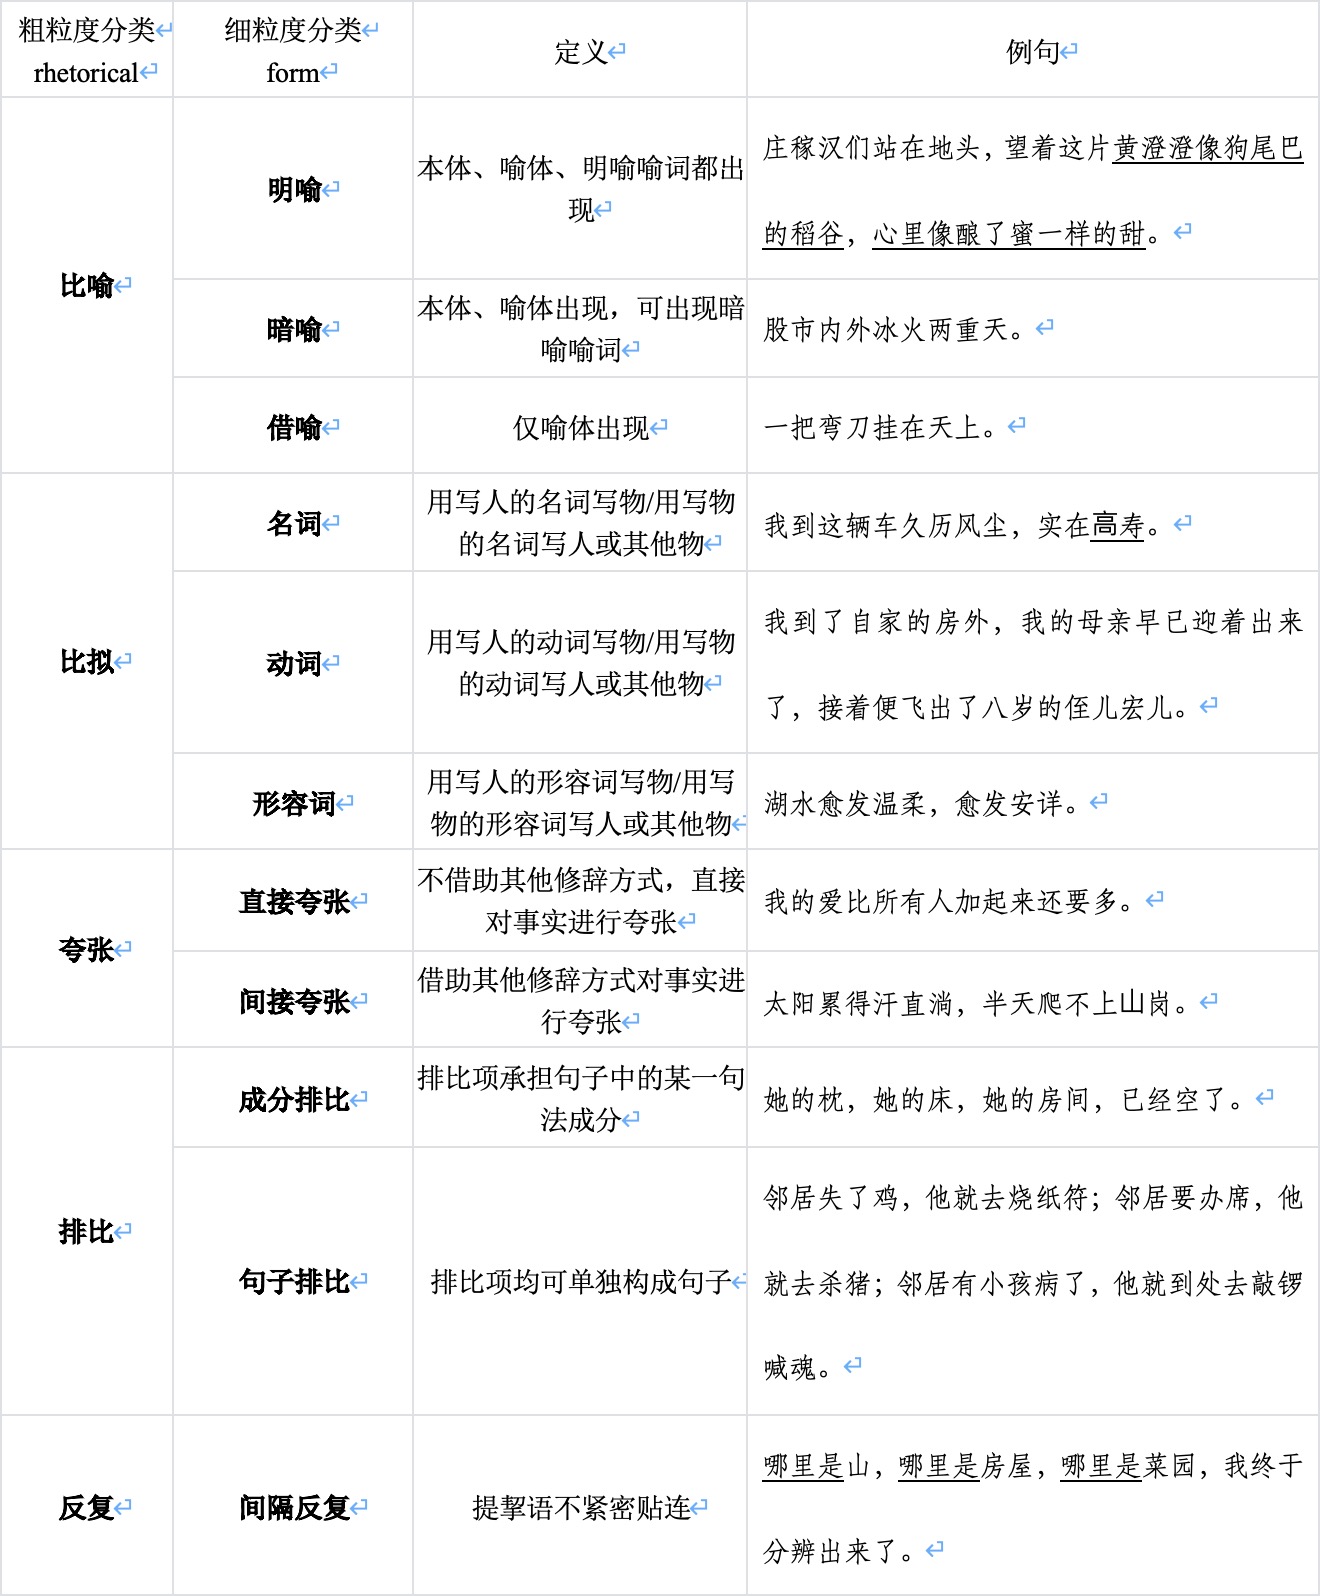 粗粒度分类
rhetorical
细粒度分类
form
定义
例句
比喻
明喻
本体、喻体、明喻喻词都出
现
庄稼汉们站在地头，望着这片黄澄澄像狗尾巴
的稻谷，心里像酿了蜜一样的甜。
暗喻
本体、喻体出现，可出现暗
喻喻词
股市内外冰火两重天。
借喻
仅喻体出现
一把弯刀挂在天上。
比拟
名词
用写人的名词写物/用写物
的名词写人或其他物
我到这辆车久历风尘，实在高寿。
动词
用写人的动词写物/用写物
的动词写人或其他物
我到了自家的房外，我的母亲早已迎着出来
了，接着便飞出了八岁的侄儿宏儿。
形容词
用写人的形容词写物/用写
物的形容词写人或其他物
湖水愈发温柔，愈发安详。
夸张
直接夸张
不借助其他修辞方式，直接
对事实进行夸张
我的爱比所有人加起来还要多。
间接夸张
借助其他修辞方式对事实进
行夸张
太阳累得汗直淌，半天爬不上山岗。
排比
成分排比
排比项承担句子中的某一句
法成分
她的枕，她的床，她的房间，已经空了。
句子排比
排比项均可单独构成句子
邻居失了鸡，他就去烧纸符；邻居要办席，他
就去杀猪；邻居有小孩病了，他就到处去敲锣
喊魂。
反复
间隔反复
提挈语不紧密贴连
哪里是山，哪里是房屋，哪里是菜园，我终于
分辨出来了。